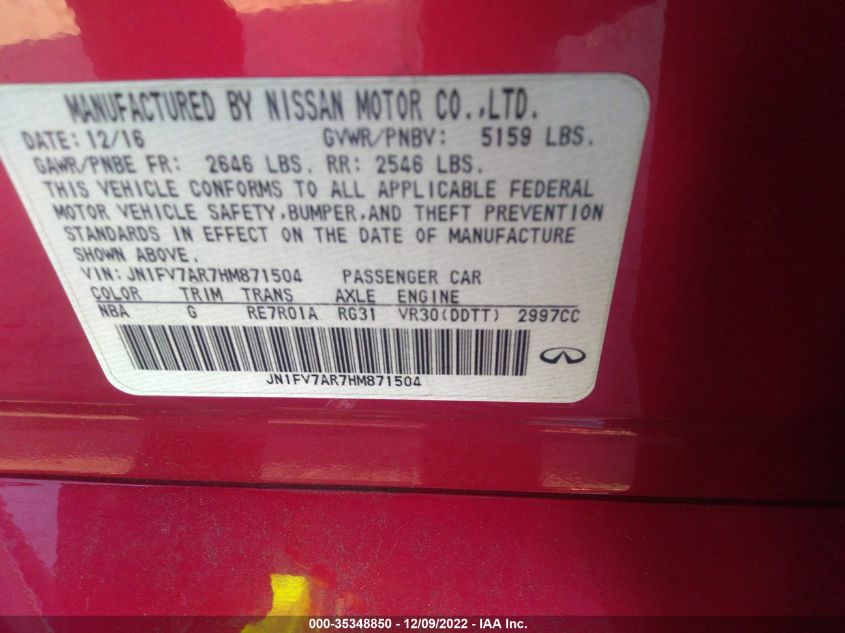 MANUFACTURED BY NISSAN MOTOR CO.,LTD.
DATE:12/16 GVWR/PNBV: 5159 LBS.
GAWR/PNBE FR: 2646 LBS. RR: 2546 LBS.
THIS VEHICLE CONFORMS TO ALL APPLICABLE FEDERAL
MOTOR VEHICLE SAFETY,BUMPER,AND THEFT PREVENTION
STANDARDS IN EFFECT ON THE DATE OF MANUFACTURE
SHOWN ABOVE.
VIN:JN1FV7AR7HM871504 PASSENGER CAR
COLOR TRIM TRANS AXLE ENGINE
NBA G RE7R01A RG31 VR30(DDTT) 2997CC
JN1FV7AR7HM871504
000-35348850 - 12/09/2022 - IAA Inc.